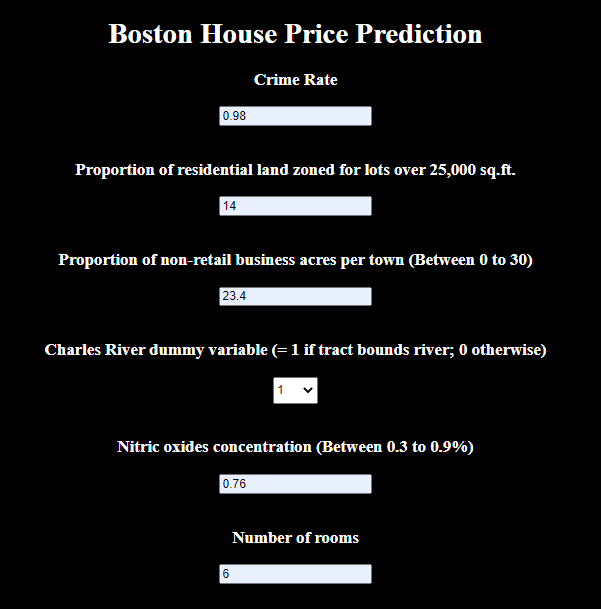 Boston House Price Prediction
Crime Rate
0.98
Proportion of residential land zoned for lots over 25,000 sq.ft.
14
Proportion of non-retail business acres per town (Between 0 to 30)
23.4
Charles River dummy variable (= 1 if tract bounds river; 0 otherwise)
1
Nitric oxides concentration (Between 0.3 to 0.9%)
0.76
Number of rooms
6